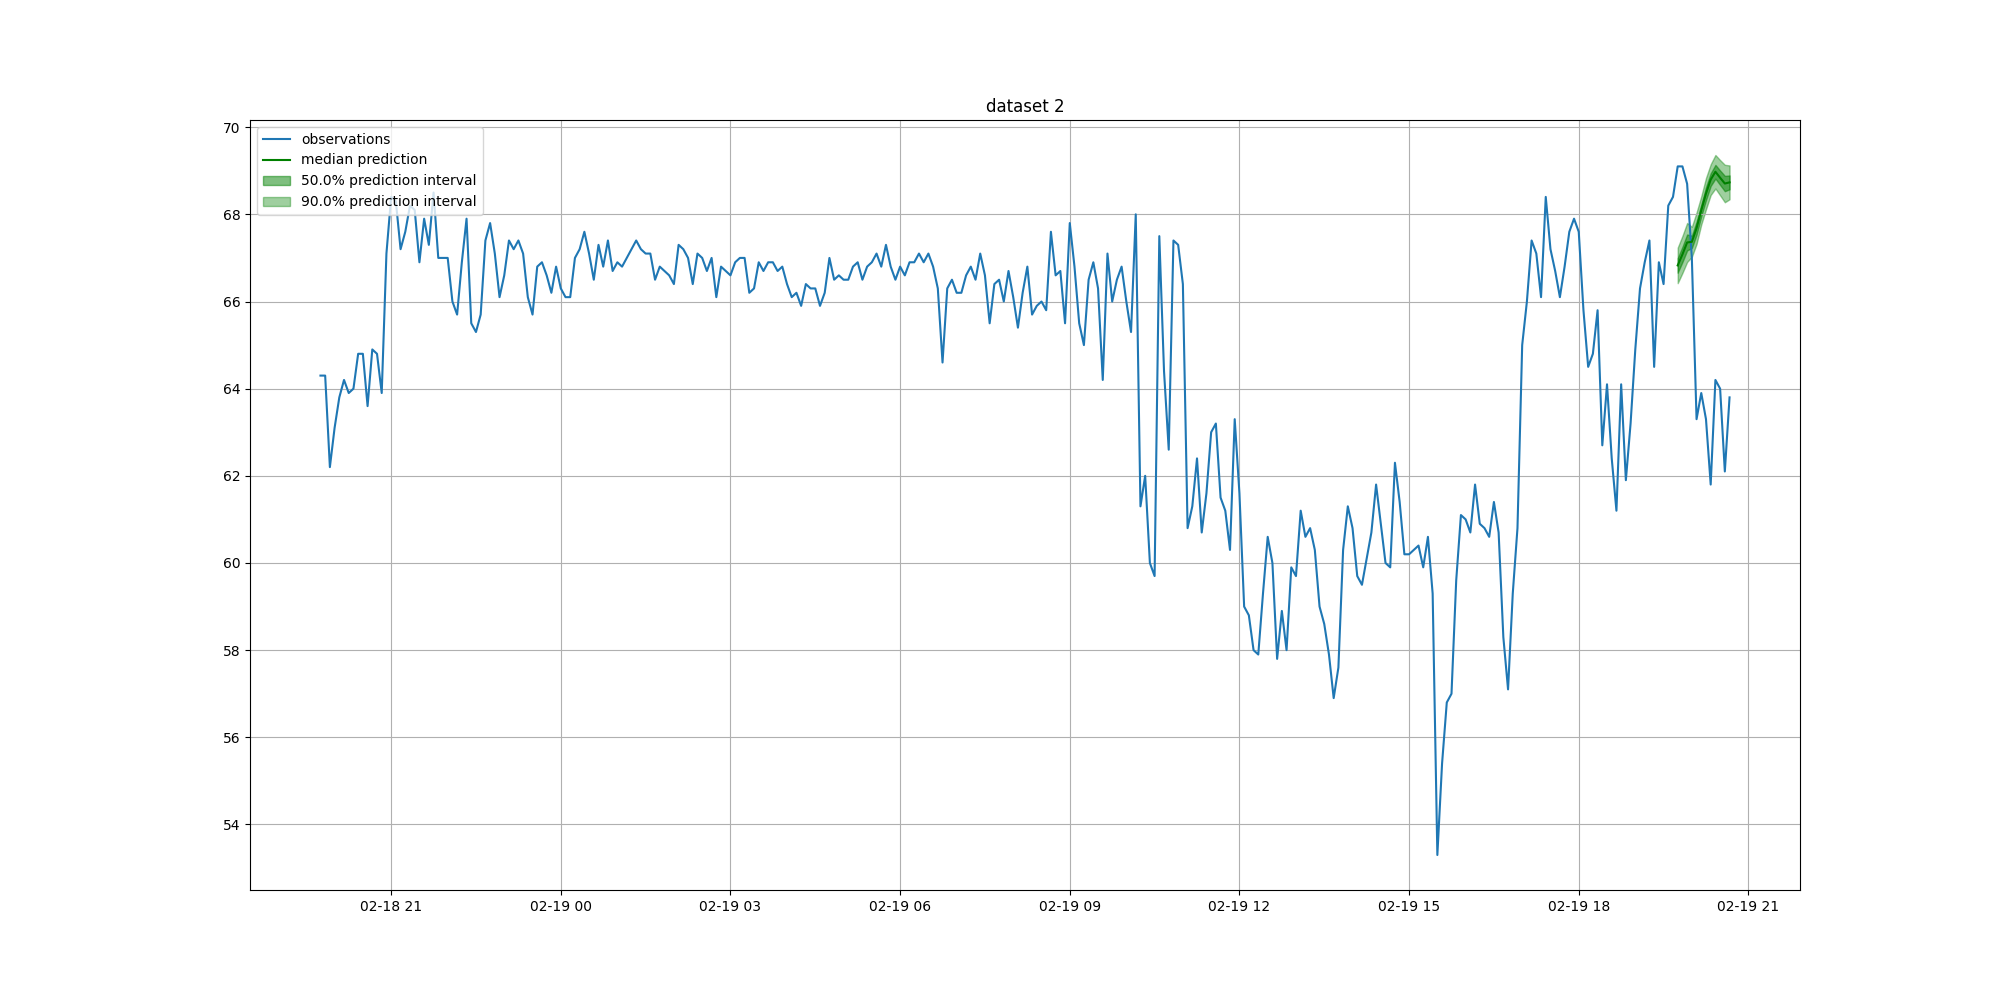 dataset 2
70
observations
median prediction
50.0% prediction interval
90.0% prediction interval
68
66
64
62
60
58
56
54
02-18 21 02-19 00 02-19 03 02-19 06 02-19 09 02-19 12 02-19 15 02-19 18 02-19 21